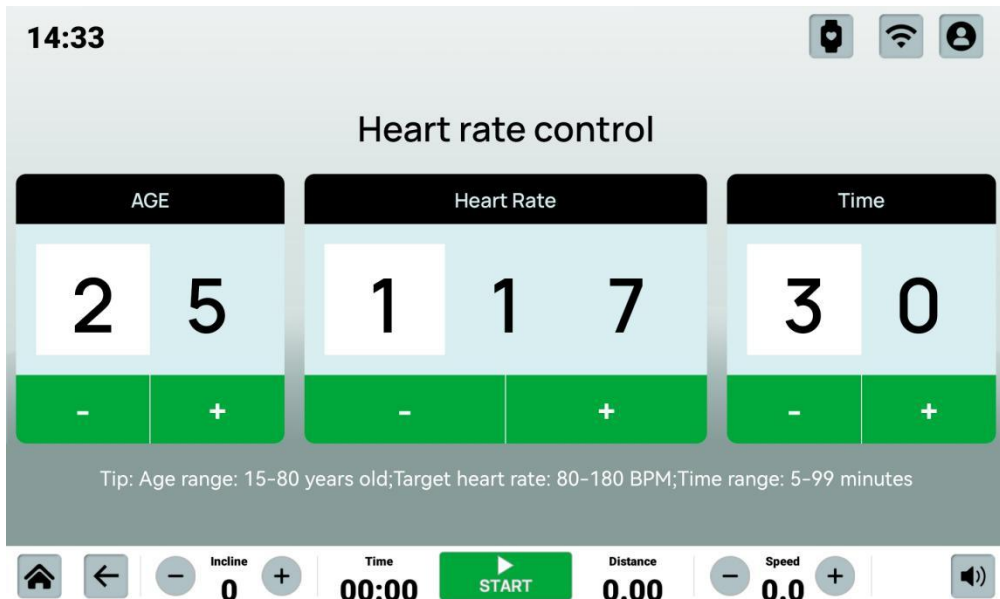 14:33
Heart rate control
AGE
Heart Rate
Time
2 5
1 1 7
3 0
- +
- +
- +
Tip: Age range: 15-80 years old;Target heart rate: 80-180 BPM;Time range: 5-99 minutes
Incline
0
Time
00:00
START
Distance
0.00
Speed
0.0